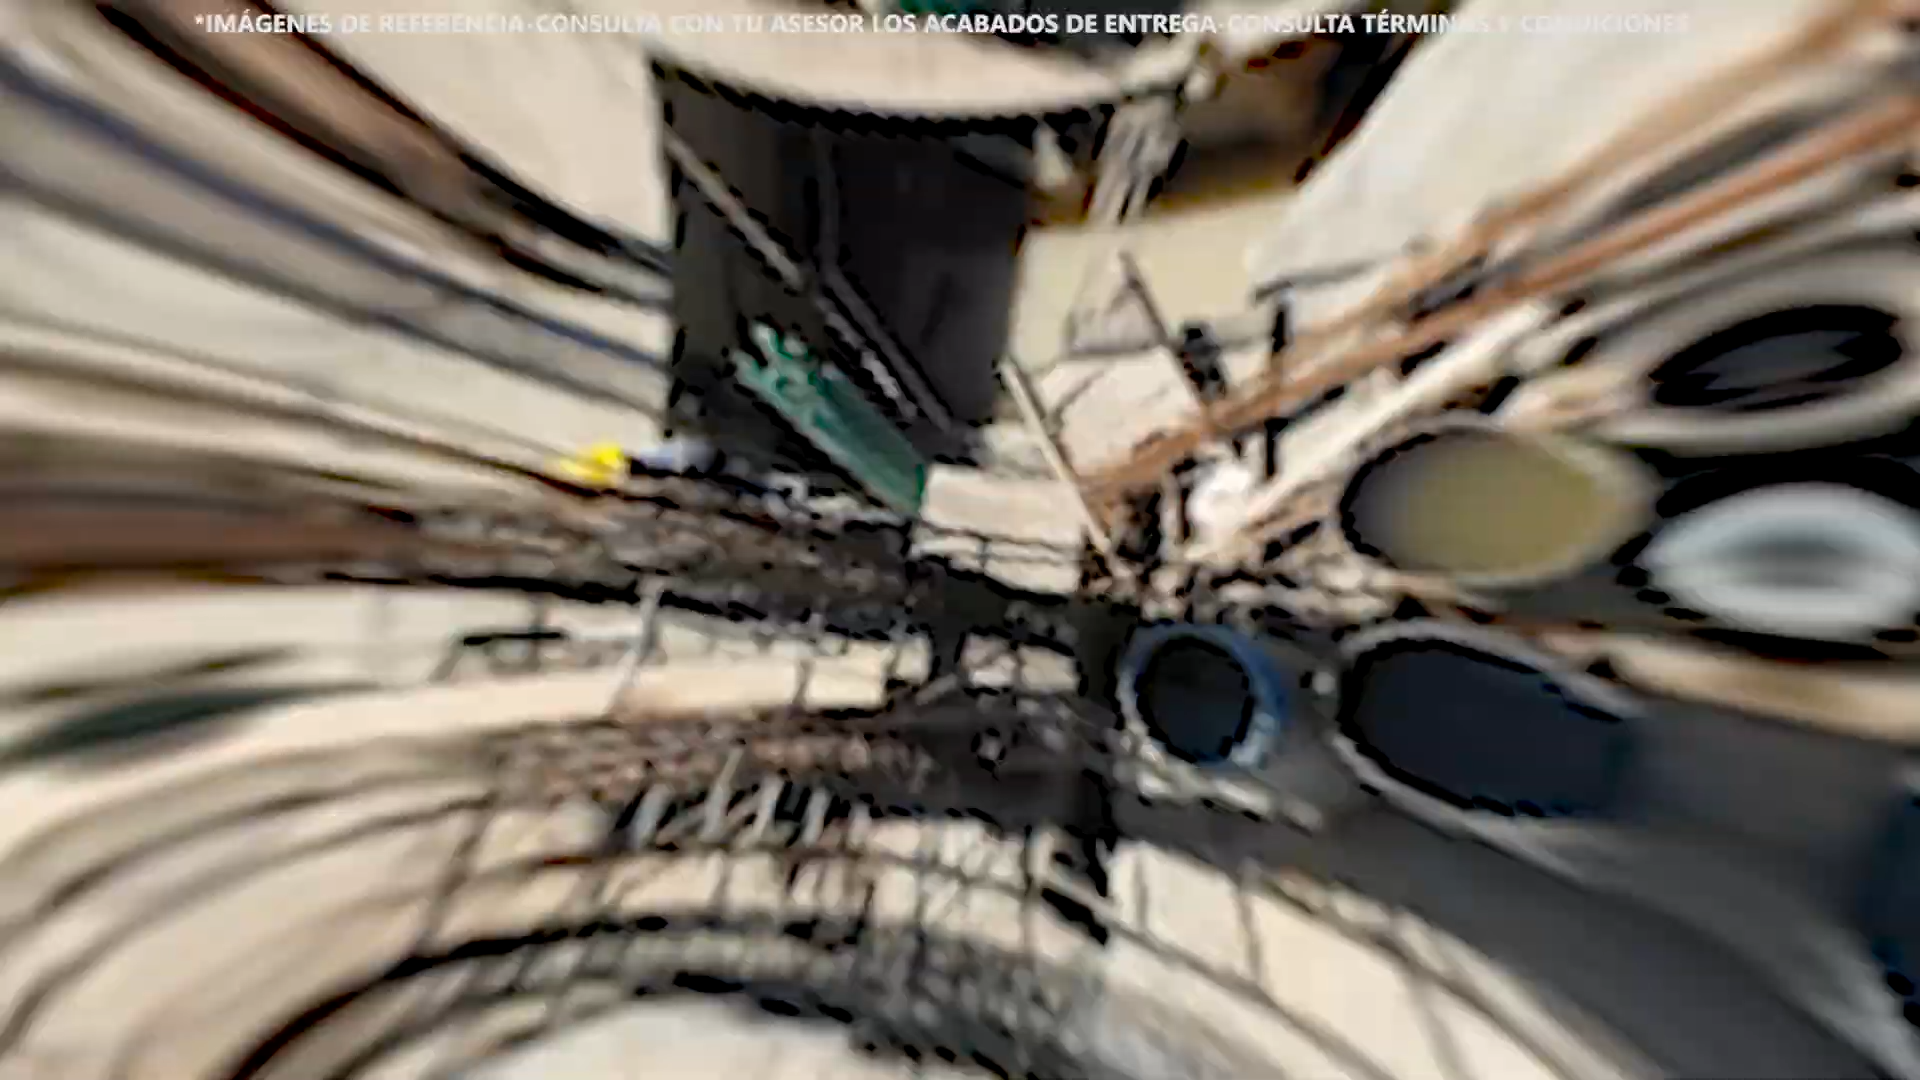 *IMÁGENES DE REFERENCIA-CONSULTA CON TU ASESOR LOS ACABADOS DE ENTREGA-CONSULTA TÉRMINOS Y CONDICIONES